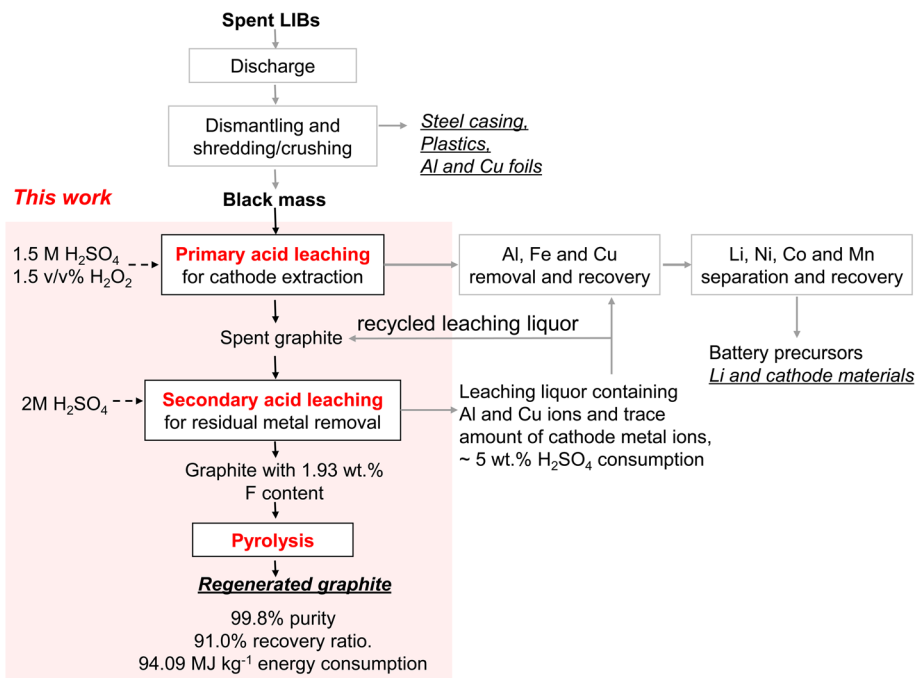 Spent LIBs
Discharge
Dismantling and
shredding/crushing
Steel casing,
Plastics,
Al and Cu foils
This work
Black mass
1.5 M H₂SO₄
1.5 v/v% H₂O₂
Primary acid leaching
for cathode extraction
Al, Fe and Cu
removal and recovery
Li, Ni, Co and Mn
separation and recovery
Spent graphite
recycled leaching liquor
Battery precursors
Li and cathode materials
2M H₂SO₄
Secondary acid leaching
for residual metal removal
Leaching liquor containing
Al and Cu ions and trace
amount of cathode metal ions,
~ 5 wt.% H₂SO₄ consumption
Graphite with 1.93 wt.%
F content
Pyrolysis
Regenerated graphite
99.8% purity
91.0% recovery ratio.
94.09 MJ kg⁻¹ energy consumption